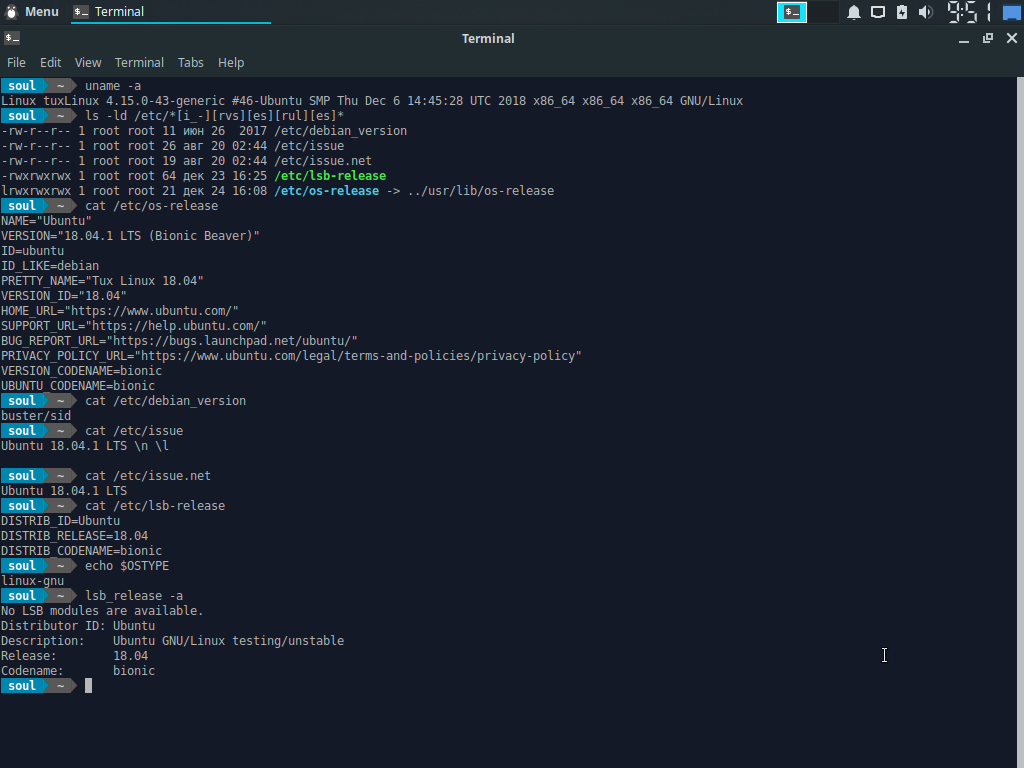 Menu $_ Terminal $_ 9:51
$_ Terminal
File Edit View Terminal Tabs Help
soul ~ uname -a
Linux tuxLinux 4.15.0-43-generic #46-Ubuntu SMP Thu Dec 6 14:45:28 UTC 2018 x86_64 x86_64 x86_64 GNU/Linux
soul ~ ls -ld /etc/*[i_-][rvs][es][rul][es]*
-rw-r--r-- 1 root root 11 июн 26  2017 /etc/debian_version
-rw-r--r-- 1 root root 26 авг 20 02:44 /etc/issue
-rw-r--r-- 1 root root 19 авг 20 02:44 /etc/issue.net
-rwxrwxrwx 1 root root 64 дек 23 16:25 /etc/lsb-release
lrwxrwxrwx 1 root root 21 дек 24 16:08 /etc/os-release -> ../usr/lib/os-release
soul ~ cat /etc/os-release
NAME="Ubuntu"
VERSION="18.04.1 LTS (Bionic Beaver)"
ID=ubuntu
ID_LIKE=debian
PRETTY_NAME="Tux Linux 18.04"
VERSION_ID="18.04"
HOME_URL="https://www.ubuntu.com/"
SUPPORT_URL="https://help.ubuntu.com/"
BUG_REPORT_URL="https://bugs.launchpad.net/ubuntu/"
PRIVACY_POLICY_URL="https://www.ubuntu.com/legal/terms-and-policies/privacy-policy"
VERSION_CODENAME=bionic
UBUNTU_CODENAME=bionic
soul ~ cat /etc/debian_version
buster/sid
soul ~ cat /etc/issue
Ubuntu 18.04.1 LTS \n \l
soul ~ cat /etc/issue.net
Ubuntu 18.04.1 LTS
soul ~ cat /etc/lsb-release
DISTRIB_ID=Ubuntu
DISTRIB_RELEASE=18.04
DISTRIB_CODENAME=bionic
soul ~ echo $OSTYPE
linux-gnu
soul ~ lsb_release -a
No LSB modules are available.
Distributor ID: Ubuntu
Description:    Ubuntu GNU/Linux testing/unstable
Release:        18.04
Codename:       bionic
soul ~